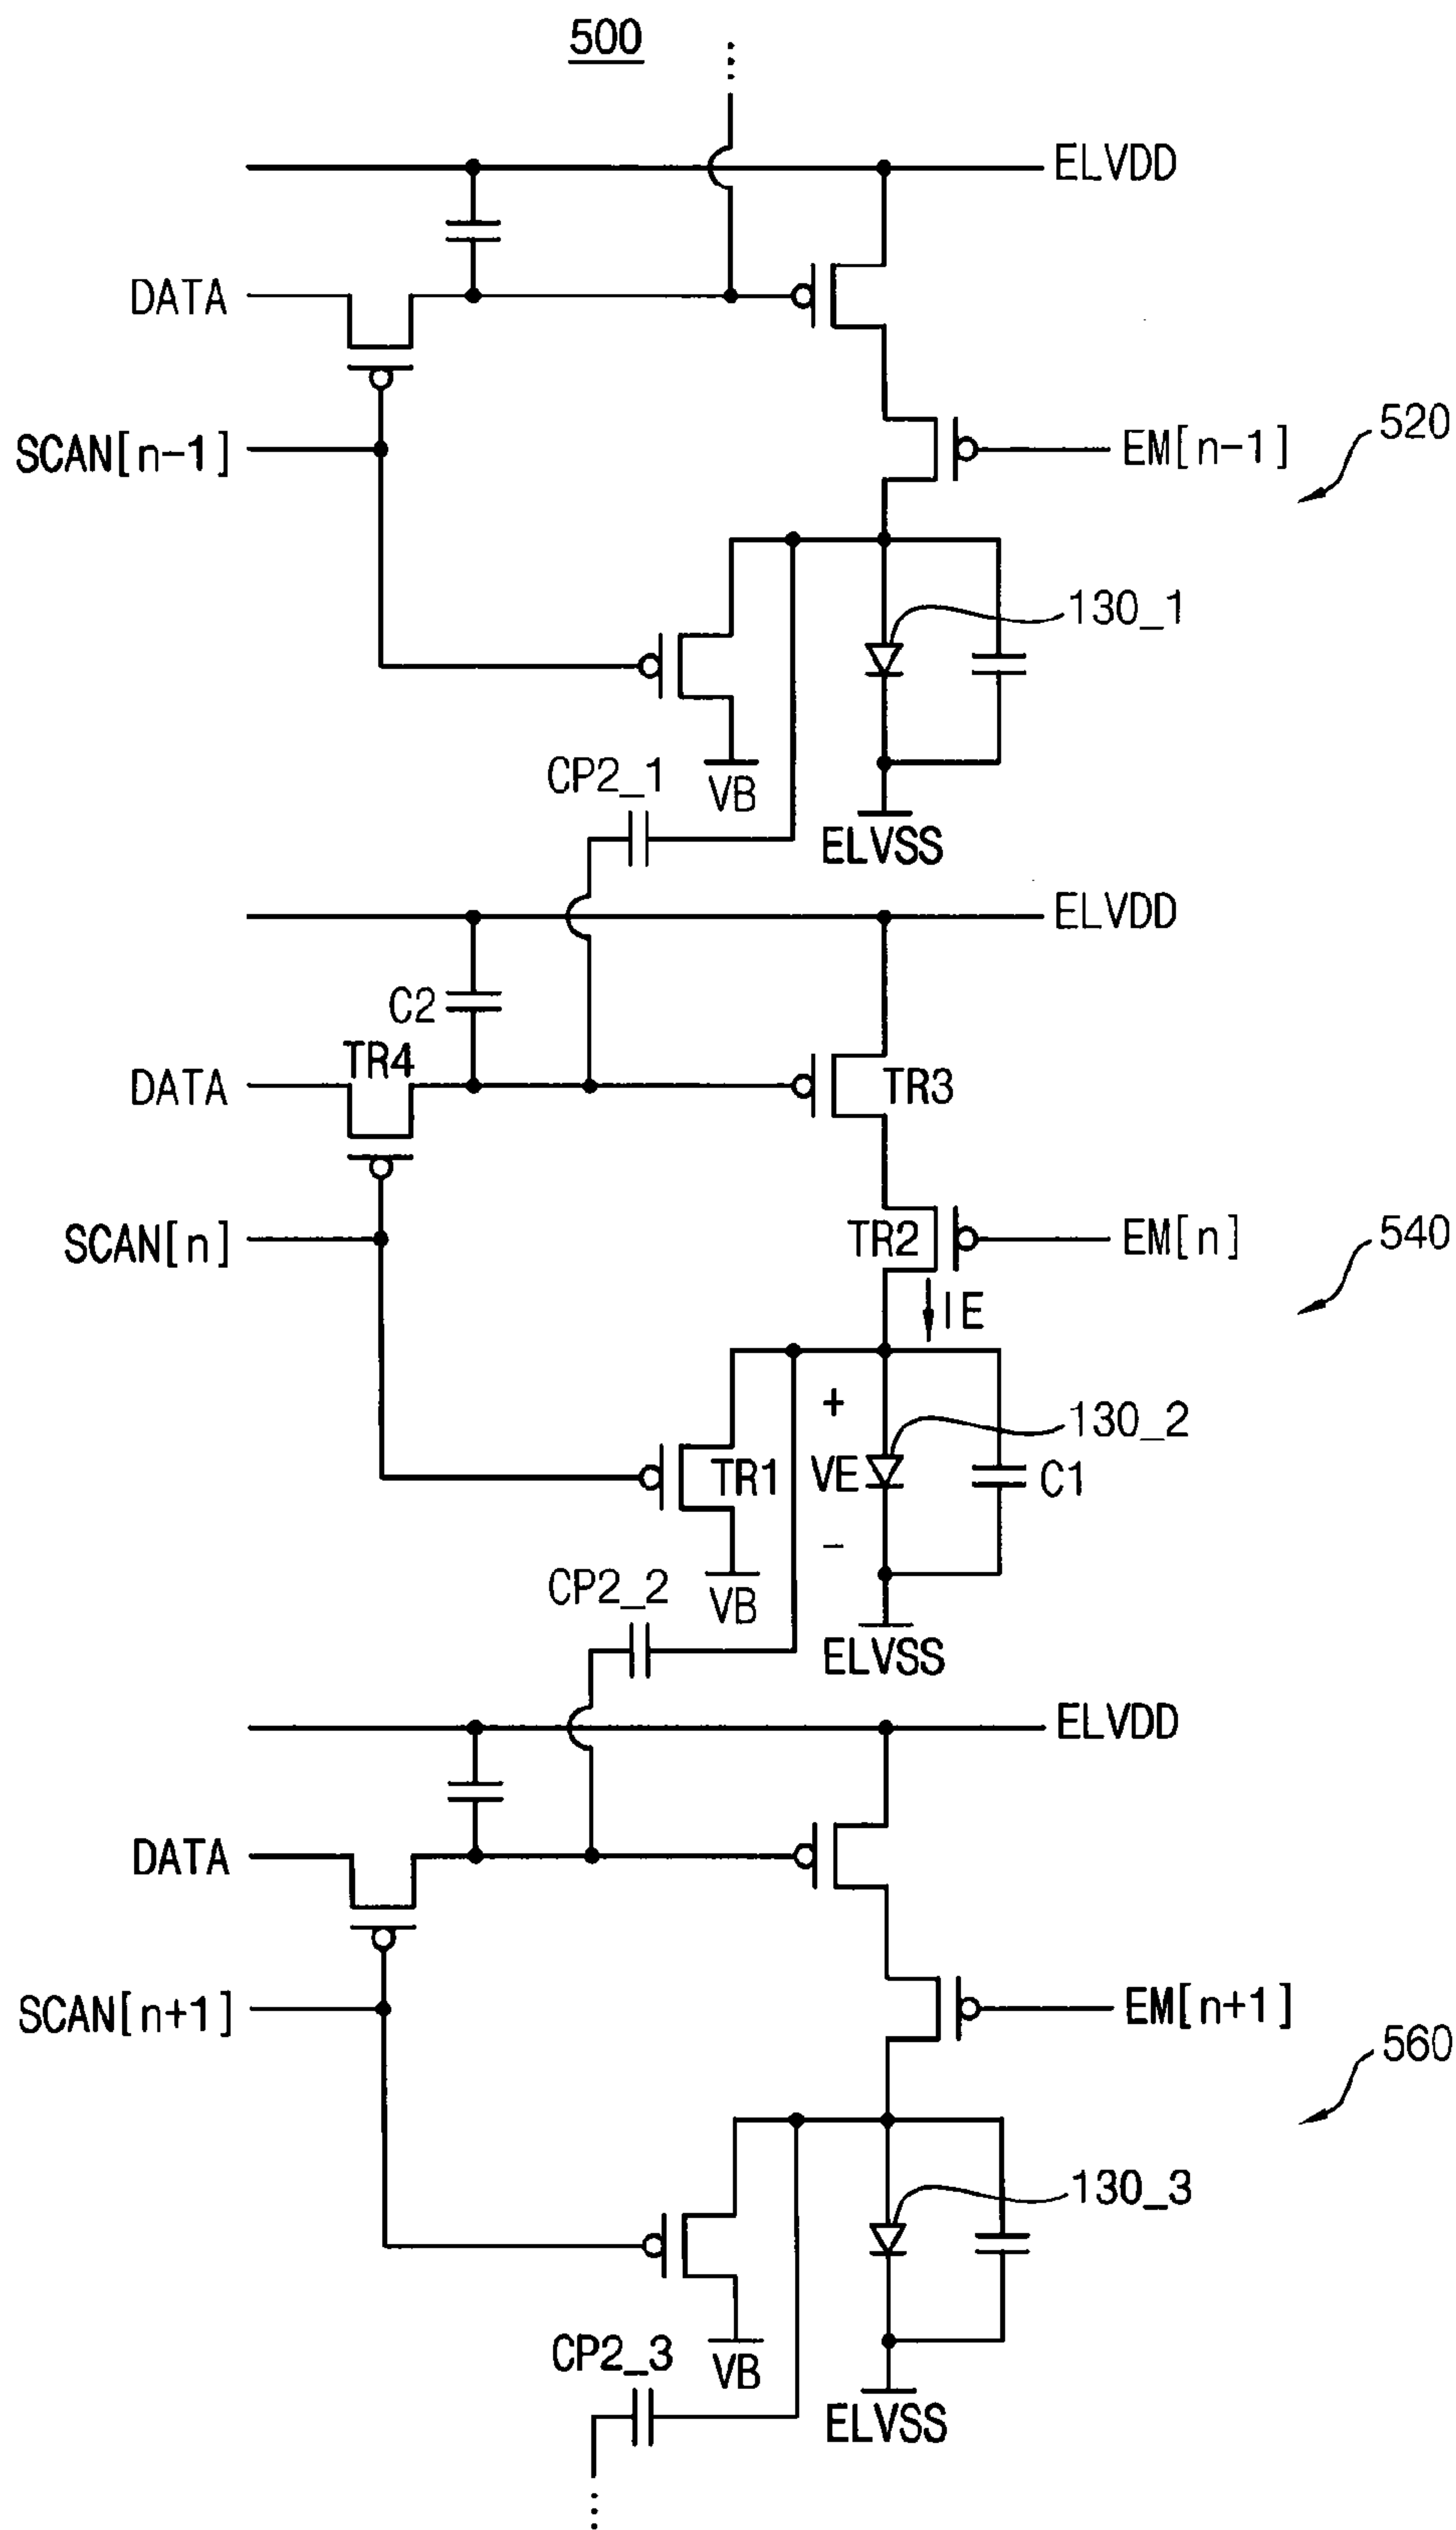 500
ELVDD
DATA
SCAN[n-1]
EM[n-1]
520
130_1
CP2_1
VB
ELVSS
ELVDD
C2
TR4
DATA
TR3
SCAN[n]
TR2
EM[n]
540
IE
+
130_2
TR1
VE
C1
-
CP2_2
VB
ELVSS
ELVDD
DATA
SCAN[n+1]
EM[n+1]
560
130_3
CP2_3
VB
ELVSS